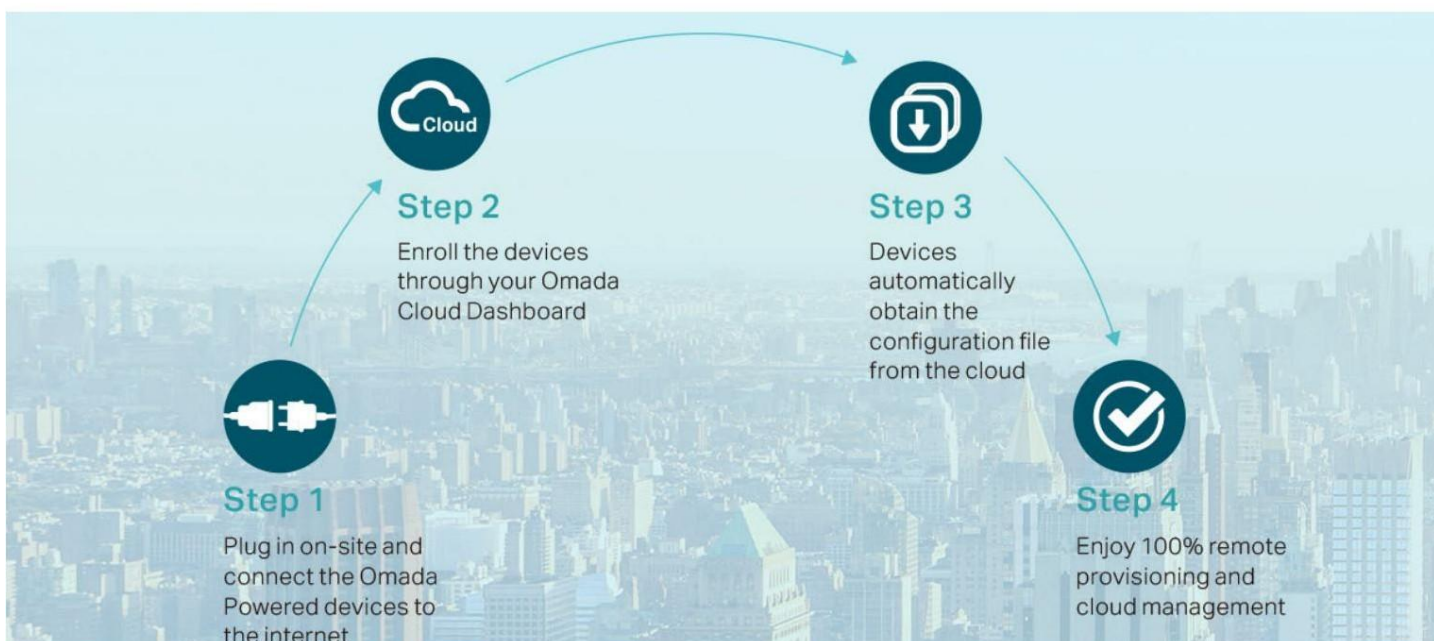 Cloud
Step 2
Enroll the devices
through your Omada
Cloud Dashboard
Step 3
Devices
automatically
obtain the
configuration file
from the cloud
Step 1
Plug in on-site and
connect the Omada
Powered devices to
the internet
Step 4
Enjoy 100% remote
provisioning and
cloud management